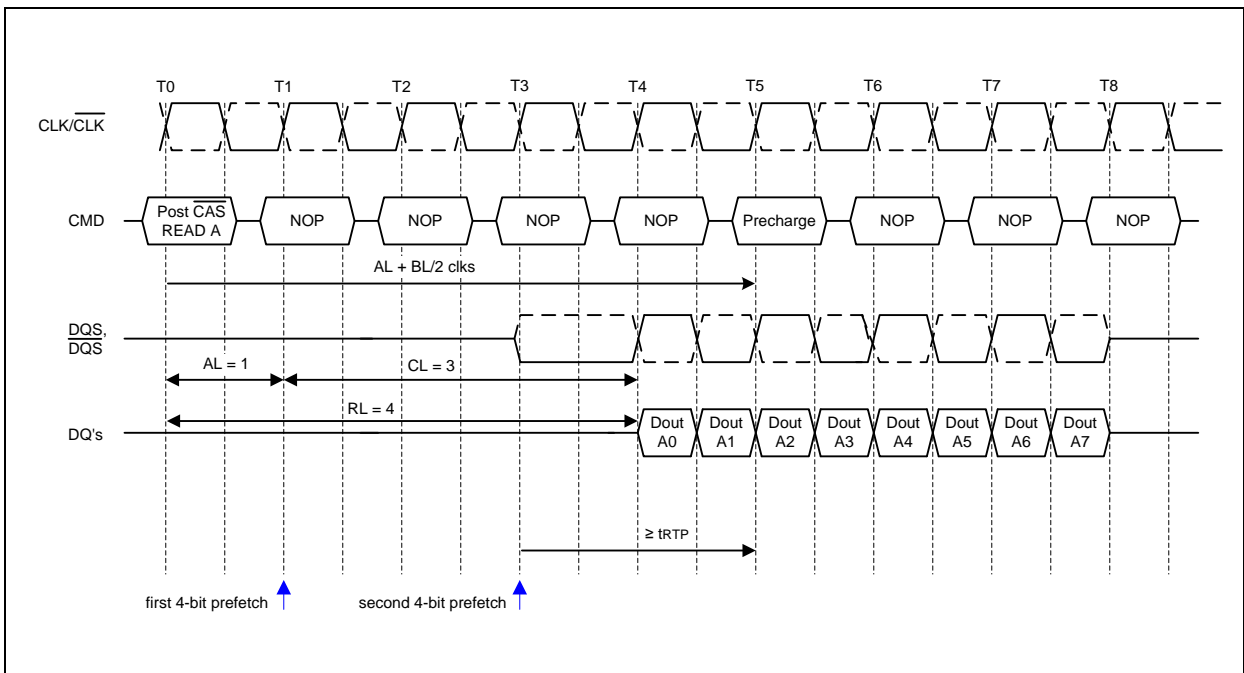 T0 T1 T2 T3 T4 T5 T6 T7 T8
CLK/CLK
CMD
Post CAS
READ A
NOP NOP NOP NOP Precharge NOP NOP NOP
AL + BL/2 clks
DQS,
DQS
AL = 1
CL = 3
RL = 4
DQ's
Dout Dout Dout Dout Dout Dout Dout Dout
A0 A1 A2 A3 A4 A5 A6 A7
≥ tRTP
first 4-bit prefetch
second 4-bit prefetch